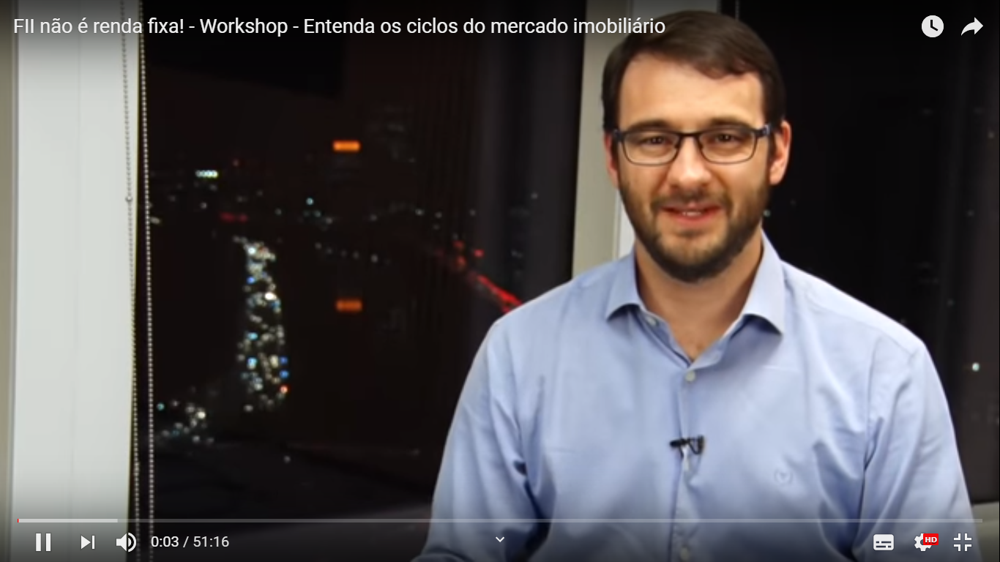 FII não é renda fixa! - Workshop - Entenda os ciclos do mercado imobiliário
0:03 / 51:16
HD